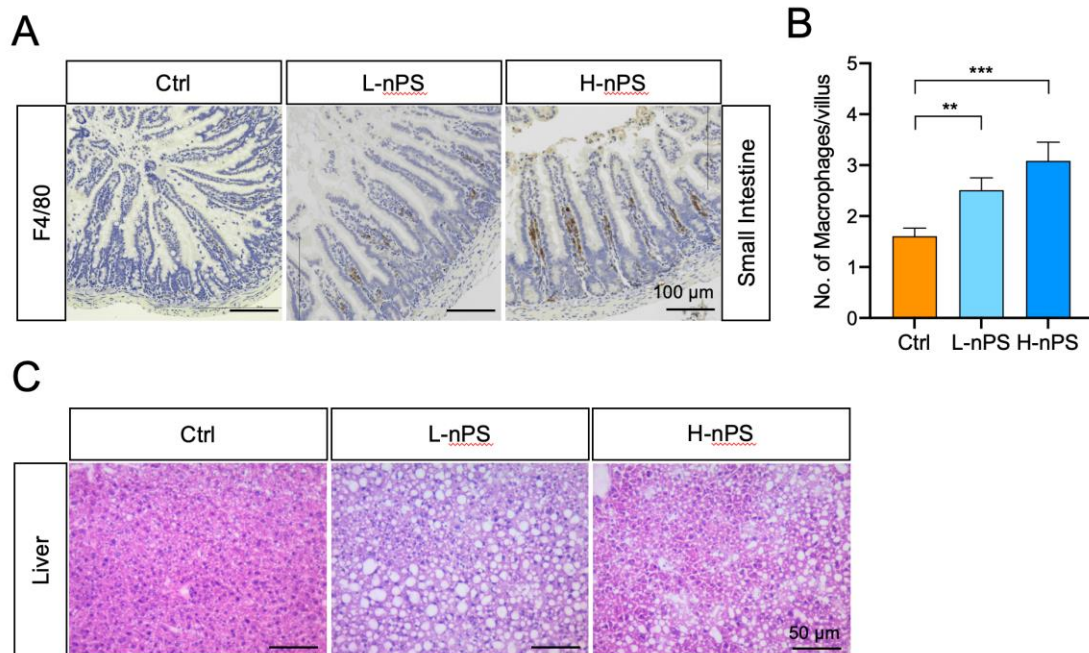 A
Ctrl
L-nPS
H-nPS
F4/80
Small Intestine
100 µm
B
No. of Macrophages/villus
5
4
3
2
1
0
***
**
Ctrl
L-nPS
H-nPS
C
Ctrl
L-nPS
H-nPS
Liver
50 µm